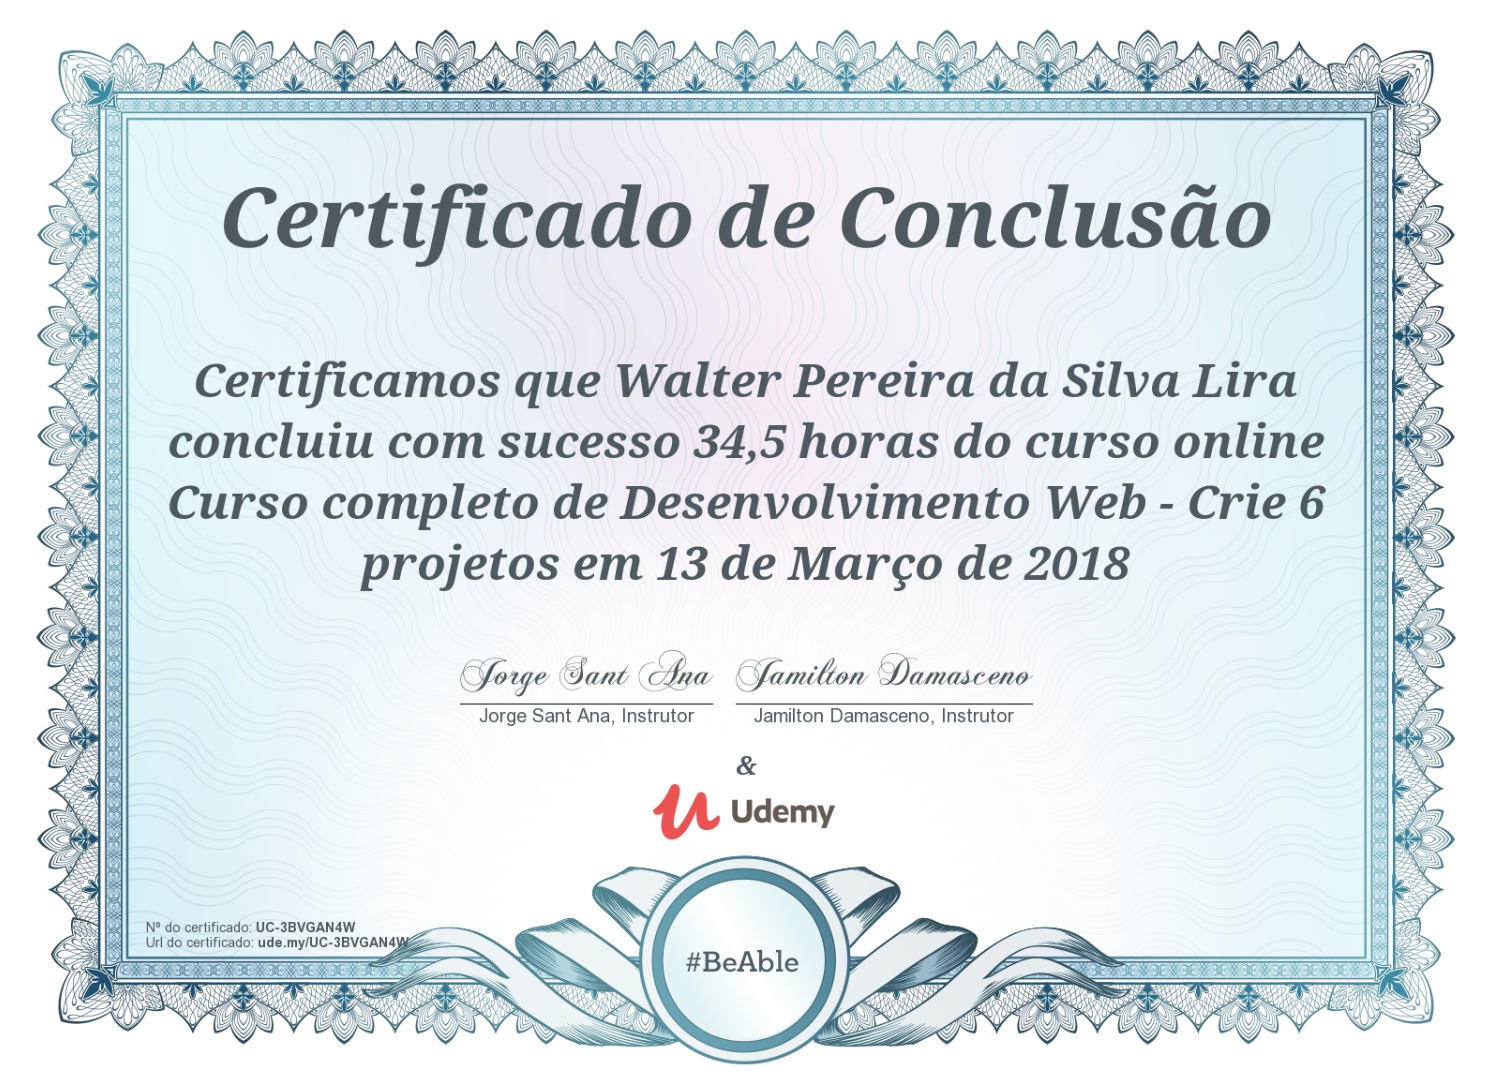 Certificado de Conclusão
Certificamos que Walter Pereira da Silva Lira
concluiu com sucesso 34,5 horas do curso online
Curso completo de Desenvolvimento Web - Crie 6
projetos em 13 de Março de 2018
Jorge Sant Ana Jamilton Damasceno
Jorge Sant Ana, Instrutor Jamilton Damasceno, Instrutor
&
Udemy
Nº do certificado: UC-3BVGAN4W
Url do certificado: ude.my/UC-3BVGAN4W
#BeAble